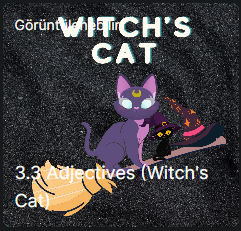 Görüntülenebilir
WITCH'S
CAT
3.3 Adjectives (Witch's
Cat)